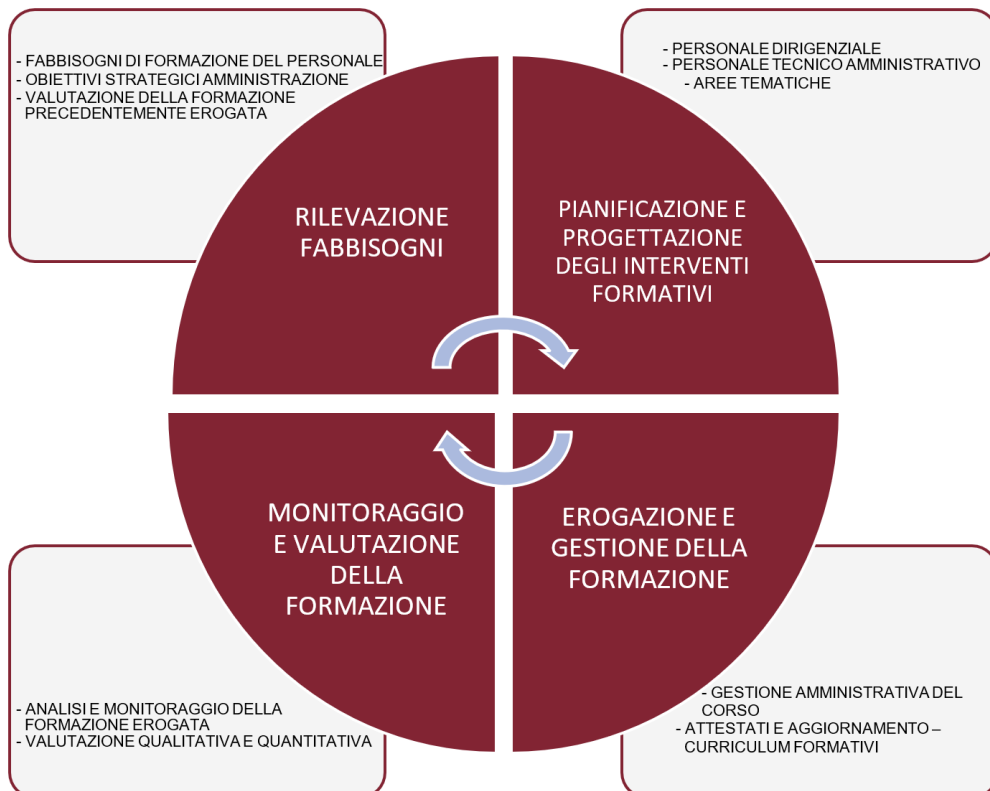 - FABBISOGNI DI FORMAZIONE DEL PERSONALE
- OBIETTIVI STRATEGICI AMMINISTRAZIONE
- VALUTAZIONE DELLA FORMAZIONE
PRECEDENTEMENTE EROGATA
- PERSONALE DIRIGENZIALE
- PERSONALE TECNICO AMMINISTRATIVO
- AREE TEMATICHE
RILEVAZIONE
FABBISOGNI
PIANIFICAZIONE E
PROGETTAZIONE
DEGLI INTERVENTI
FORMATIVI
MONITORAGGIO
E VALUTAZIONE
DELLA
FORMAZIONE
EROGAZIONE E
GESTIONE DELLA
FORMAZIONE
- ANALISI E MONITORAGGIO DELLA
FORMAZIONE EROGATA
- VALUTAZIONE QUALITATIVA E QUANTITATIVA
- GESTIONE AMMINISTRATIVA DEL
CORSO
- ATTESTATI E AGGIORNAMENTO –
CURRICULUM FORMATIVI